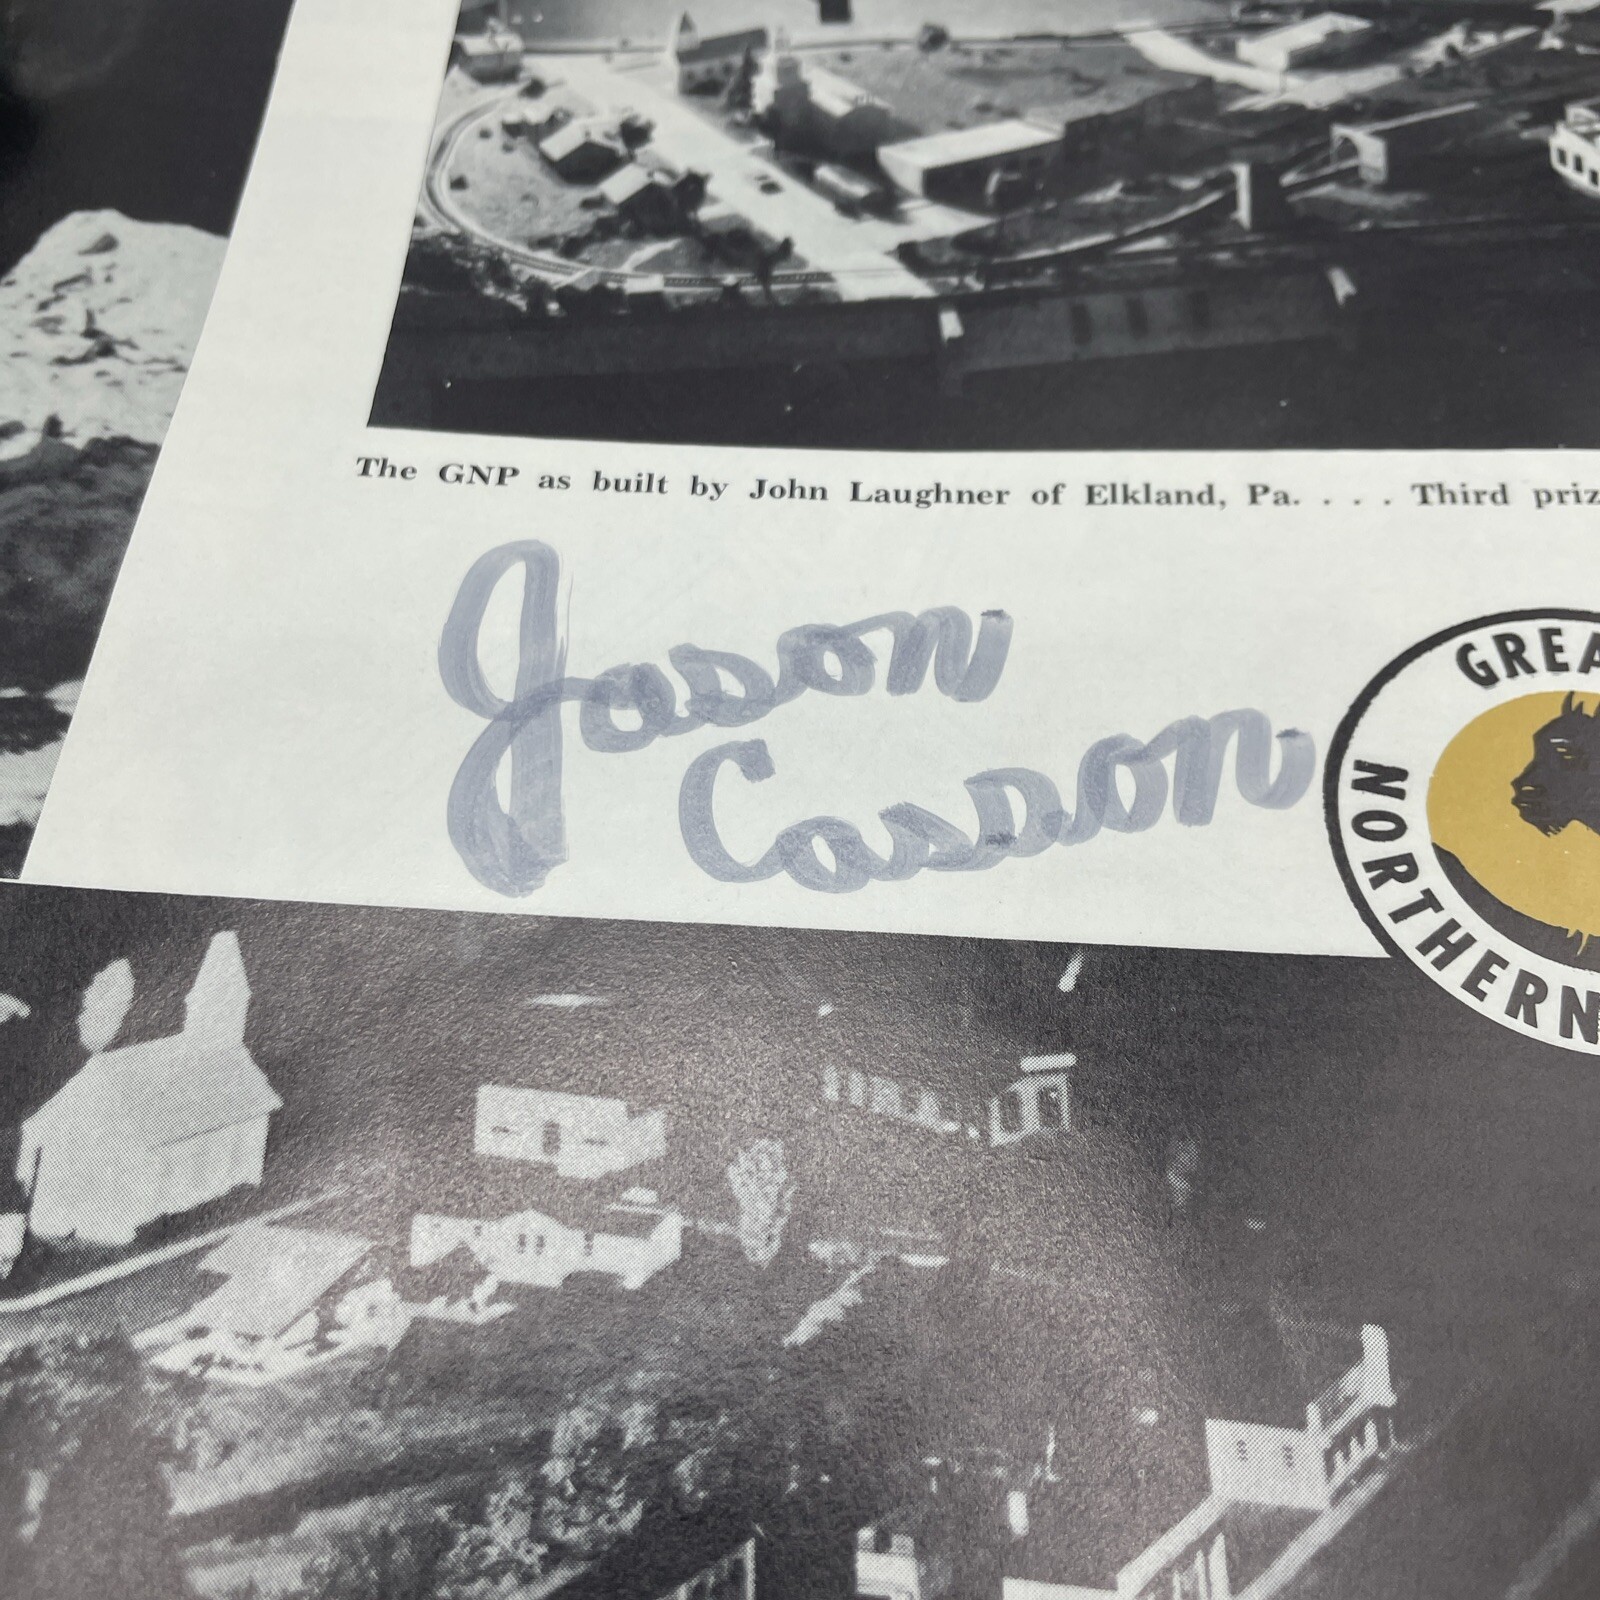 The GNP as built by John Laughner of Elkland, Pa. . . . Third priz
Jason
Casson
GREA
NORTHERN